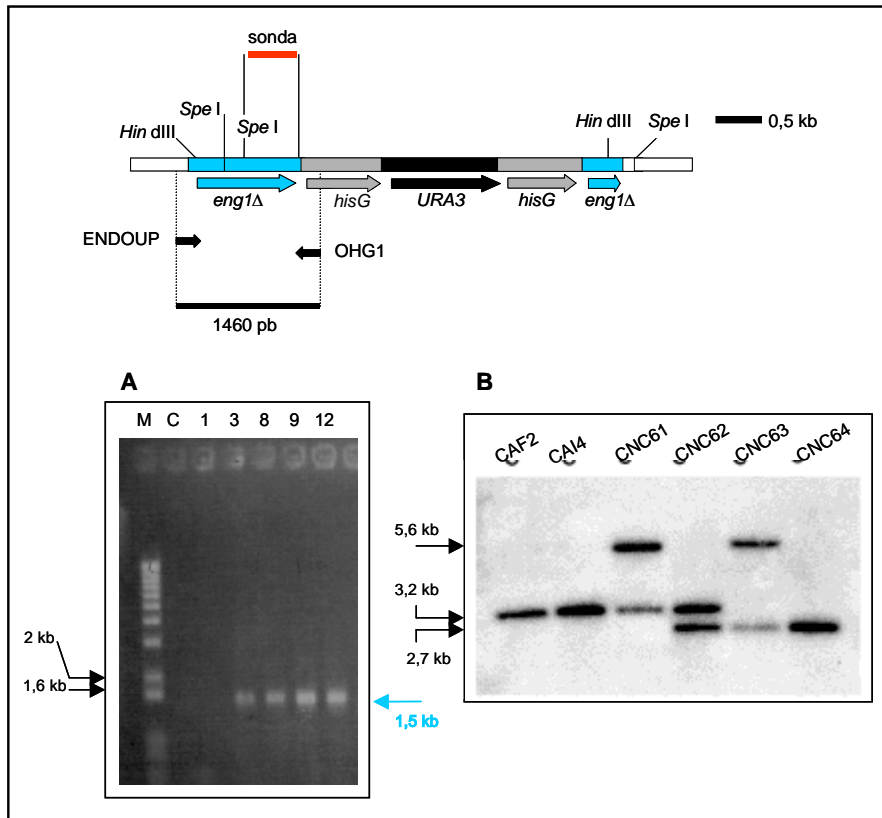 sonda
Spe I
Hin dIII
Spe I
Hin dIII
Spe I
0,5 kb
eng1Δ
hisG
URA3
hisG
eng1Δ
ENDOUP
OHG1
1460 pb
A
M C 1 3 8 9 12
2 kb
1,6 kb
1,5 kb
B
CAF2 CAI4 CNC61 CNC62 CNC63 CNC64
5,6 kb
3,2 kb
2,7 kb